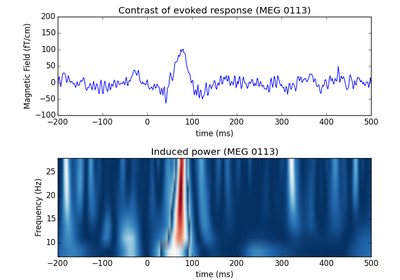 Contrast of evoked response (MEG 0113)
200
150
100
50
0
−50
−100
Magnetic Field (fT/cm)
−200 −100 0 100 200 300 400 500
time (ms)
Induced power (MEG 0113)
25
20
15
10
Frequency (Hz)
−200 −100 0 100 200 300 400 500
time (ms)